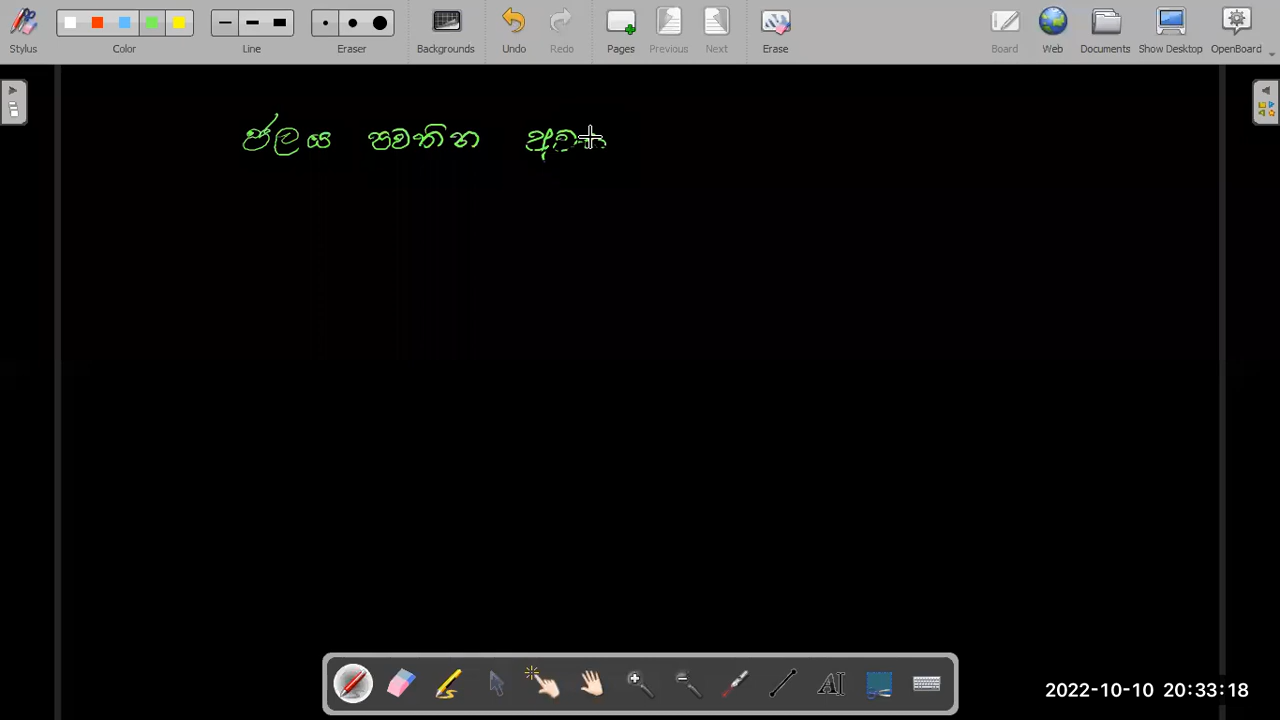 Stylus
Color
Line
Eraser
Backgrounds
Undo
Redo
Pages
Previous
Next
Erase
Board
Web
Documents
Show Desktop
OpenBoard
ජලය පවතින
2022-10-10 20:33:18